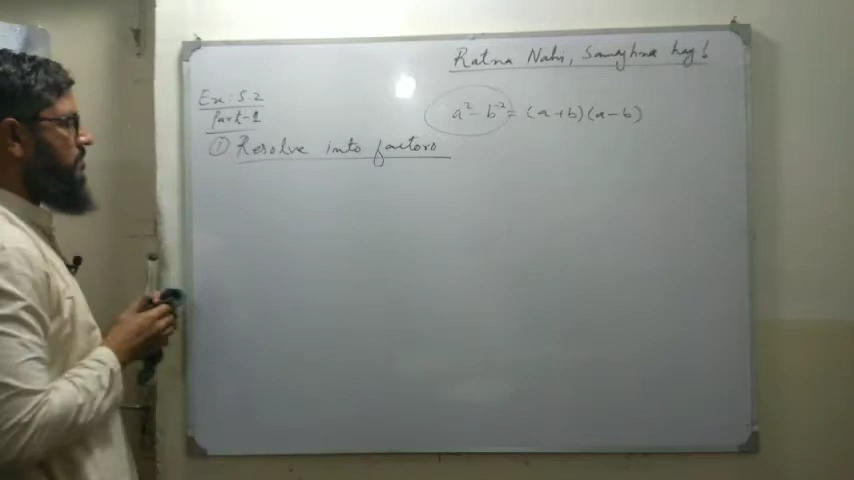 Ratna Nahi, Samajhna hay!
Ex: 5.2
Part-1
a² - b² = (a+b)(a-b)
① Resolve into factors